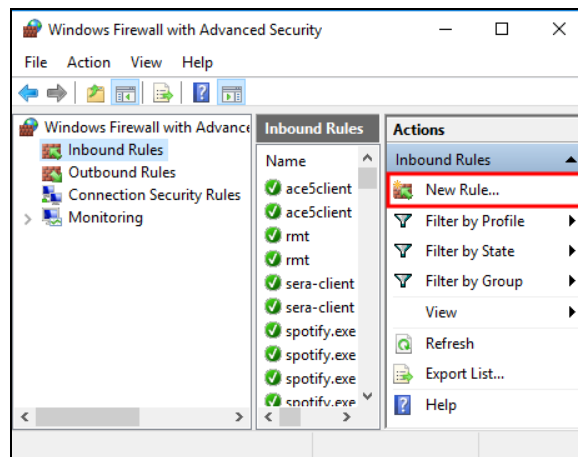 Windows Firewall with Advanced Security
File Action View Help
Windows Firewall with Advance
Inbound Rules
Outbound Rules
Connection Security Rules
Monitoring
Inbound Rules
Name
ace5client
ace5client
rmt
rmt
sera-client
sera-client
spotify.exe
spotify.exe
spotify.exe
spotify.exe
Actions
Inbound Rules
New Rule...
Filter by Profile
Filter by State
Filter by Group
View
Refresh
Export List...
Help